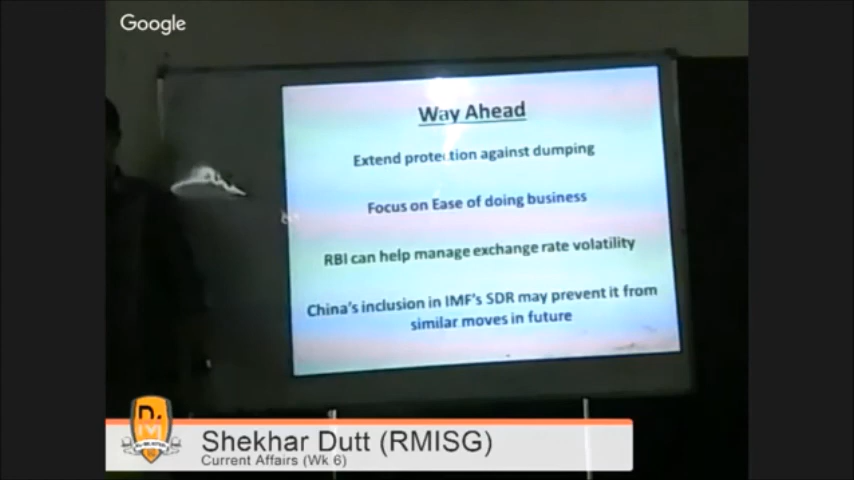 Google
Way Ahead
Extend protection against dumping
Focus on Ease of doing business
RBI can help manage exchange rate volatility
China's inclusion in IMF's SDR may prevent it from
similar moves in future
Shekhar Dutt (RMISG)
Current Affairs (Wk 6)